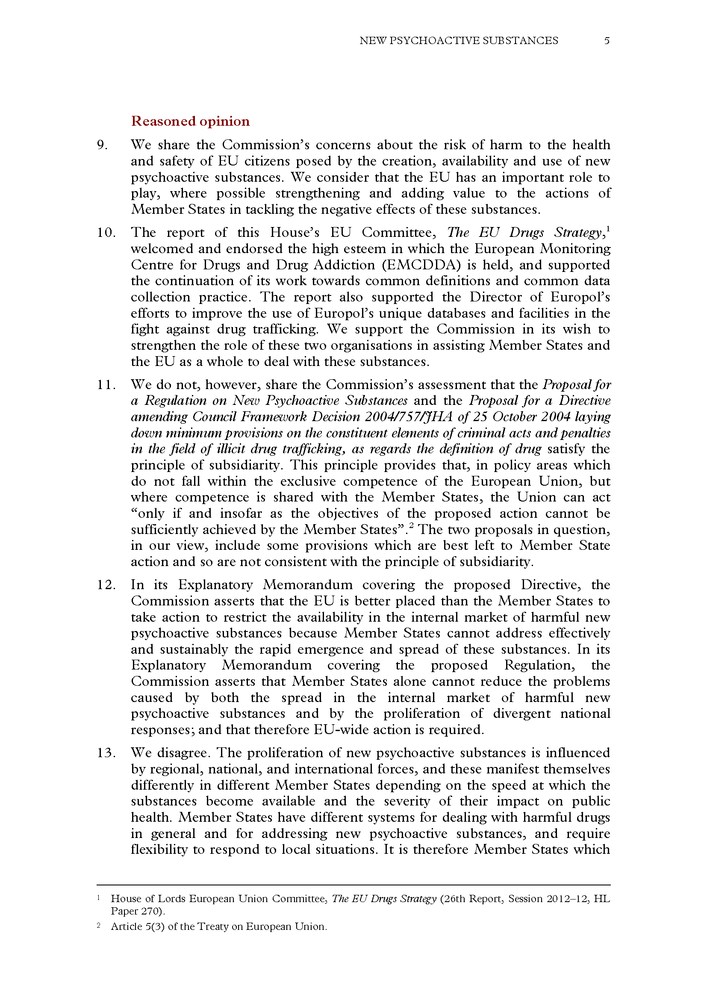 NEW PSYCHOACTIVE SUBSTANCES 5
Reasoned opinion
9. We share the Commission’s concerns about the risk of harm to the health
and safety of EU citizens posed by the creation, availability and use of new
psychoactive substances. We consider that the EU has an important role to
play, where possible strengthening and adding value to the actions of
Member States in tackling the negative effects of these substances.
10. The report of this House’s EU Committee, The EU Drugs Strategy,1
welcomed and endorsed the high esteem in which the European Monitoring
Centre for Drugs and Drug Addiction (EMCDDA) is held, and supported
the continuation of its work towards common definitions and common data
collection practice. The report also supported the Director of Europol’s
efforts to improve the use of Europol’s unique databases and facilities in the
fight against drug trafficking. We support the Commission in its wish to
strengthen the role of these two organisations in assisting Member States and
the EU as a whole to deal with these substances.
11. We do not, however, share the Commission’s assessment that the Proposal for
a Regulation on New Psychoactive Substances and the Proposal for a Directive
amending Council Framework Decision 2004/757/JHA of 25 October 2004 laying
down minimum provisions on the constituent elements of criminal acts and penalties
in the field of illicit drug trafficking, as regards the definition of drug satisfy the
principle of subsidiarity. This principle provides that, in policy areas which
do not fall within the exclusive competence of the European Union, but
where competence is shared with the Member States, the Union can act
“only if and insofar as the objectives of the proposed action cannot be
sufficiently achieved by the Member States”.2 The two proposals in question,
in our view, include some provisions which are best left to Member State
action and so are not consistent with the principle of subsidiarity.
12. In its Explanatory Memorandum covering the proposed Directive, the
Commission asserts that the EU is better placed than the Member States to
take action to restrict the availability in the internal market of harmful new
psychoactive substances because Member States cannot address effectively
and sustainably the rapid emergence and spread of these substances. In its
Explanatory Memorandum covering the proposed Regulation, the
Commission asserts that Member States alone cannot reduce the problems
caused by both the spread in the internal market of harmful new
psychoactive substances and by the proliferation of divergent national
responses; and that therefore EU-wide action is required.
13. We disagree. The proliferation of new psychoactive substances is influenced
by regional, national, and international forces, and these manifest themselves
differently in different Member States depending on the speed at which the
substances become available and the severity of their impact on public
health. Member States have different systems for dealing with harmful drugs
in general and for addressing new psychoactive substances, and require
flexibility to respond to local situations. It is therefore Member States which
1 House of Lords European Union Committee, The EU Drugs Strategy (26th Report, Session 2012–12, HL
Paper 270).
2 Article 5(3) of the Treaty on European Union.